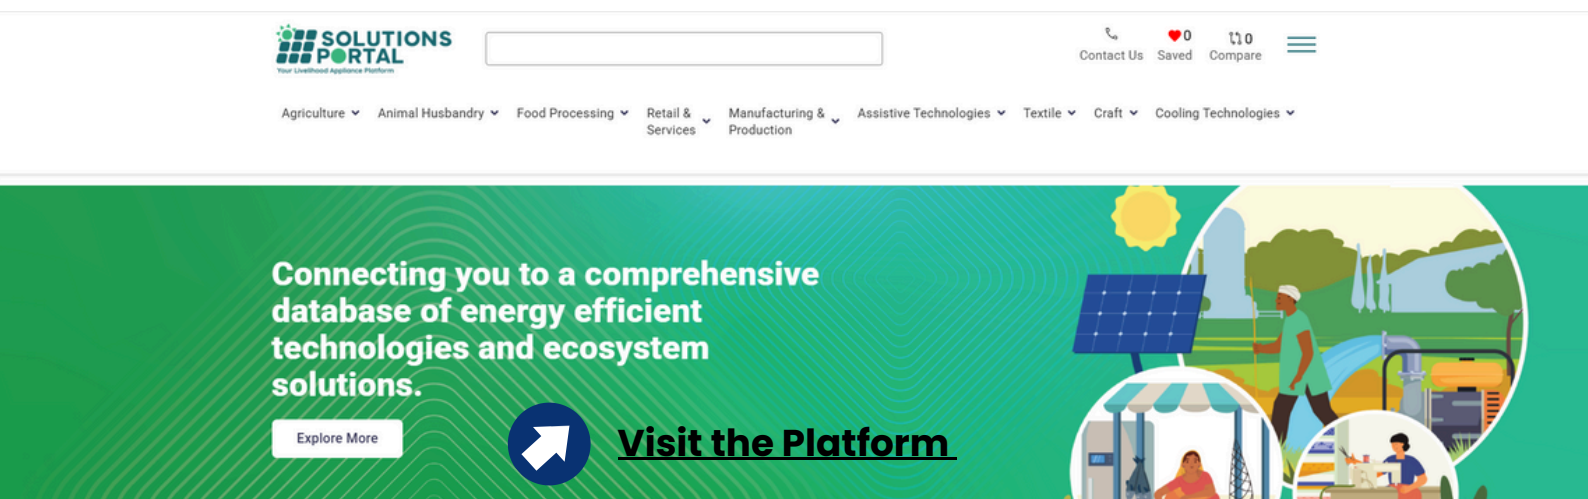 SOLUTIONS
PORTAL
Your Livelihood Appliance Platform
Contact Us
0
Saved
0
Compare
Agriculture
Animal Husbandry
Food Processing
Retail &
Services
Manufacturing &
Production
Assistive Technologies
Textile
Craft
Cooling Technologies
Connecting you to a comprehensive
database of energy efficient
technologies and ecosystem
solutions.
Explore More
Visit the Platform